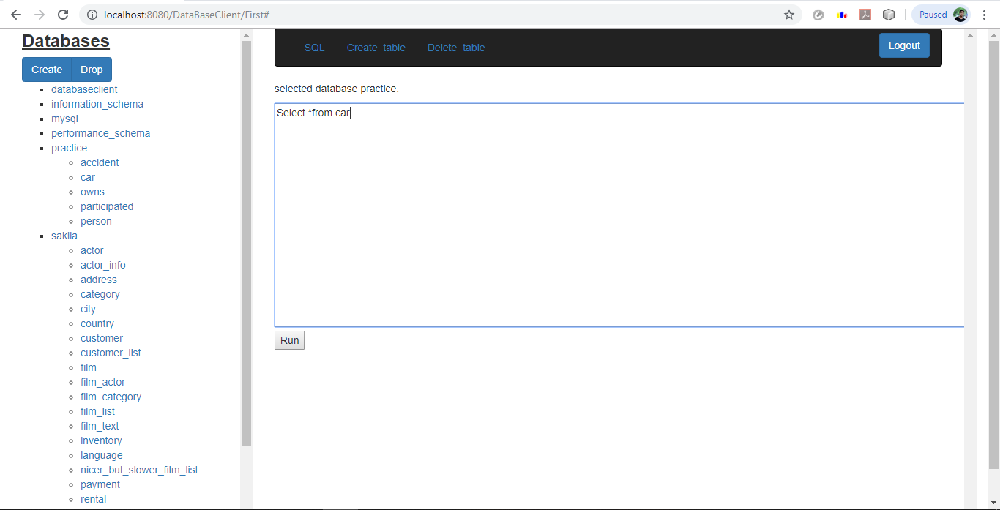 localhost:8080/DataBaseClient/First#
Paused
Databases
Create Drop
databaseclient
information_schema
mysql
performance_schema
practice
accident
car
owns
participated
person
sakila
actor
actor_info
address
category
city
country
customer
customer_list
film
film_actor
film_category
film_list
film_text
inventory
language
nicer_but_slower_film_list
payment
rental
SQL Create_table Delete_table Logout
selected database practice.
Select *from car
Run